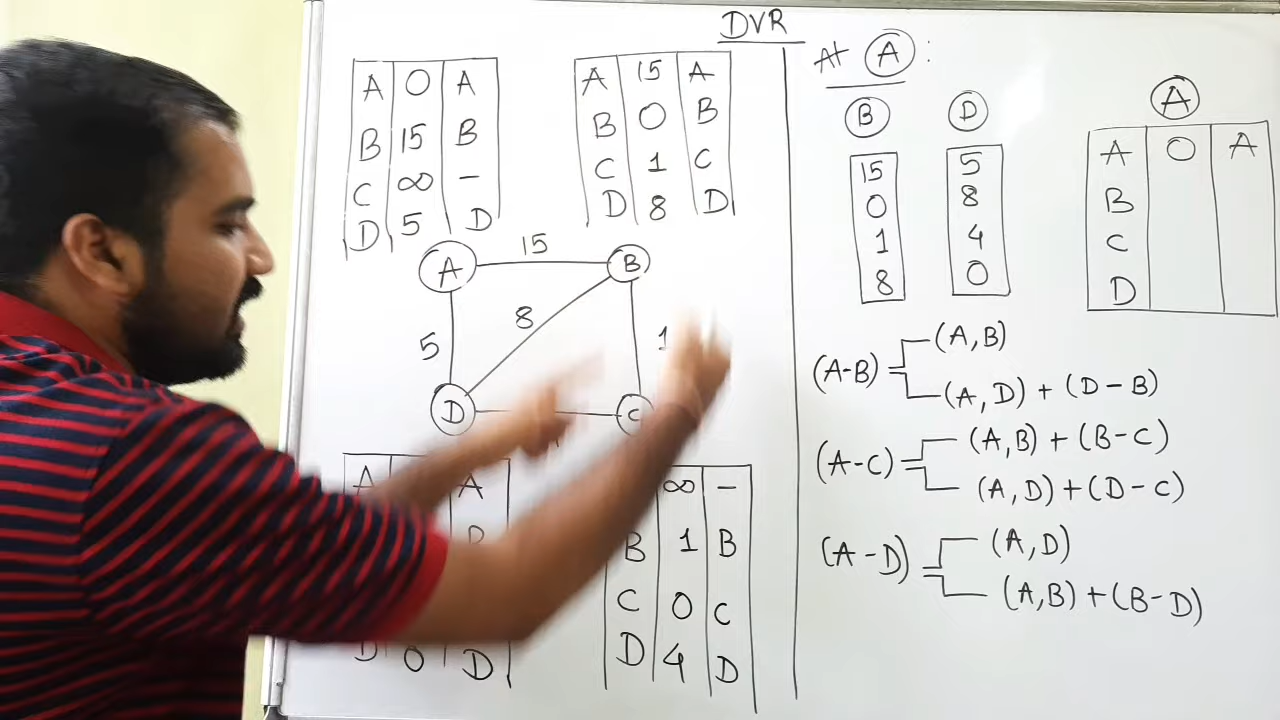 DVR
A 0 A
B 15 B
C ∞ -
D 5 D
A 15 A
B 0 B
C 1 C
D 8 D
A 15 B
8
5
1
D C
A A
D 0 D
∞ -
B 1 B
C 0 C
D 4 D
At A :
B D
15 5
0 8
1 4
8 0
A
A 0 A
B
C
D
(A-B) = (A,B)
(A,D) + (D-B)
(A-C) = (A,B) + (B-C)
(A,D) + (D-C)
(A-D) = (A,D)
(A,B) + (B-D)